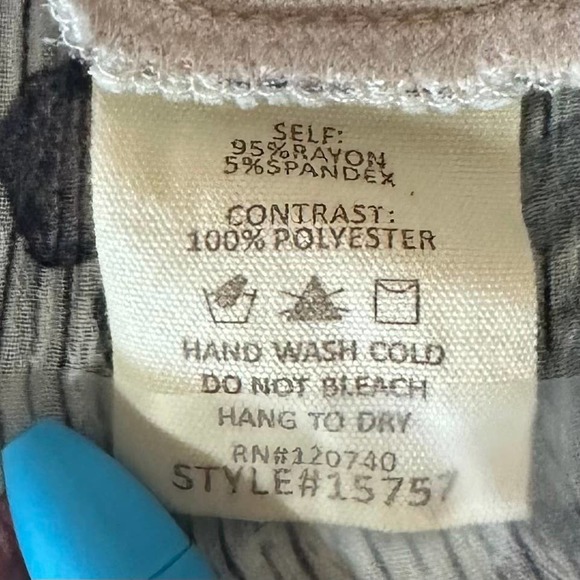 SELF:
95%RAYON
5%SPANDEX
CONTRAST:
100% POLYESTER
HAND WASH COLD
DO NOT BLEACH
HANG TO DRY
RN#120740
STYLE#15757